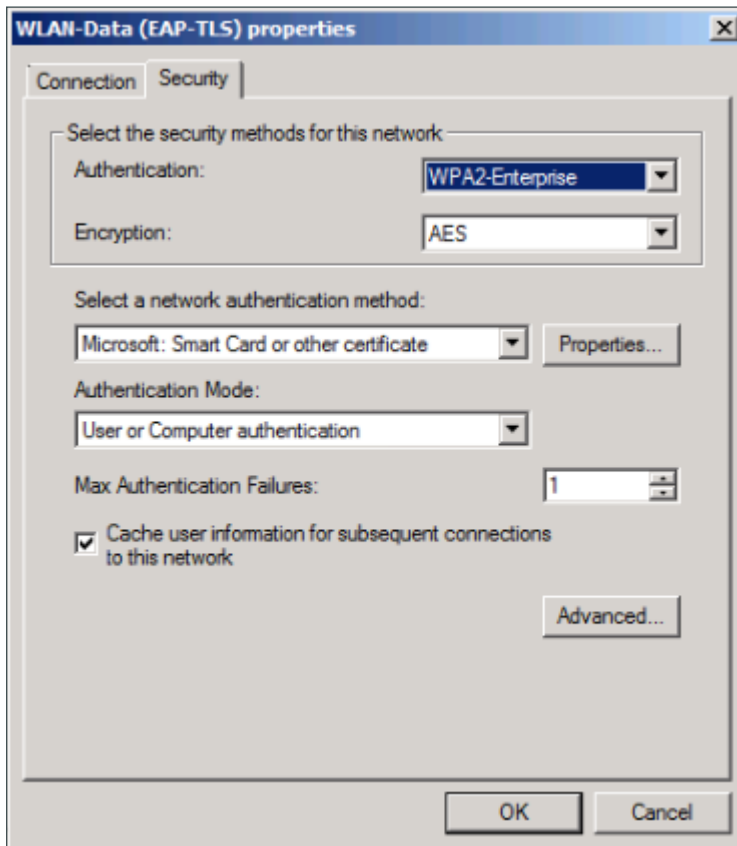 WLAN-Data (EAP-TLS) properties
Connection
Security
Select the security methods for this network
Authentication:
WPA2-Enterprise
Encryption:
AES
Select a network authentication method:
Microsoft: Smart Card or other certificate
Properties...
Authentication Mode:
User or Computer authentication
Max Authentication Failures:
1
Cache user information for subsequent connections
to this network
Advanced...
OK
Cancel